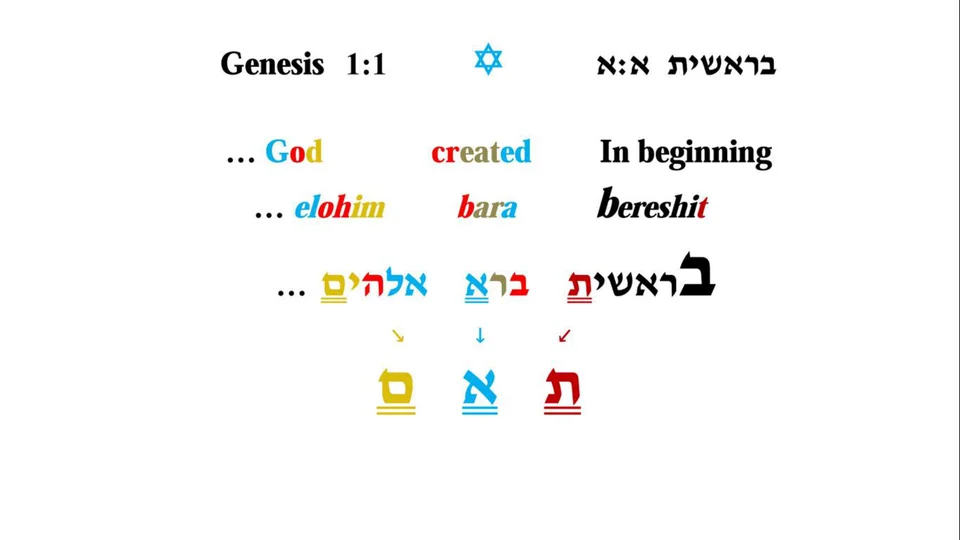 Genesis 1:1 ✡ בראשית א:א
... God created In beginning
... elohim bara bereshit
בראשית ברא אלהים ...
↘ ↓ ↙
ת א ם